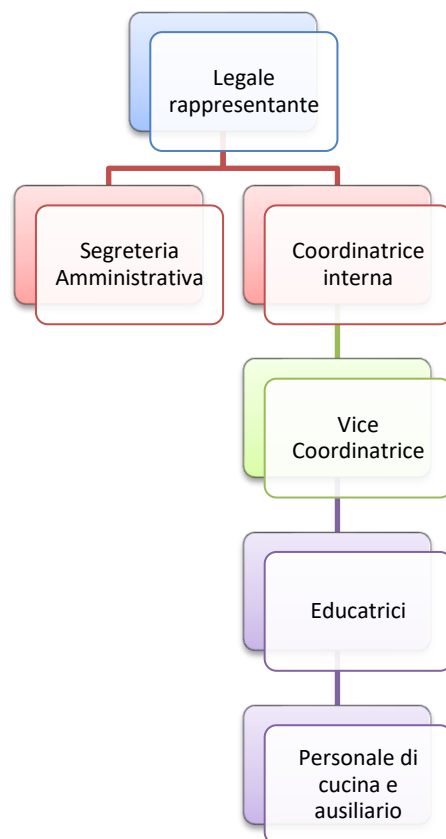 Legale
rappresentante
Segreteria
Amministrativa
Coordinatrice
interna
Vice
Coordinatrice
Educatrici
Personale di
cucina e
ausiliario